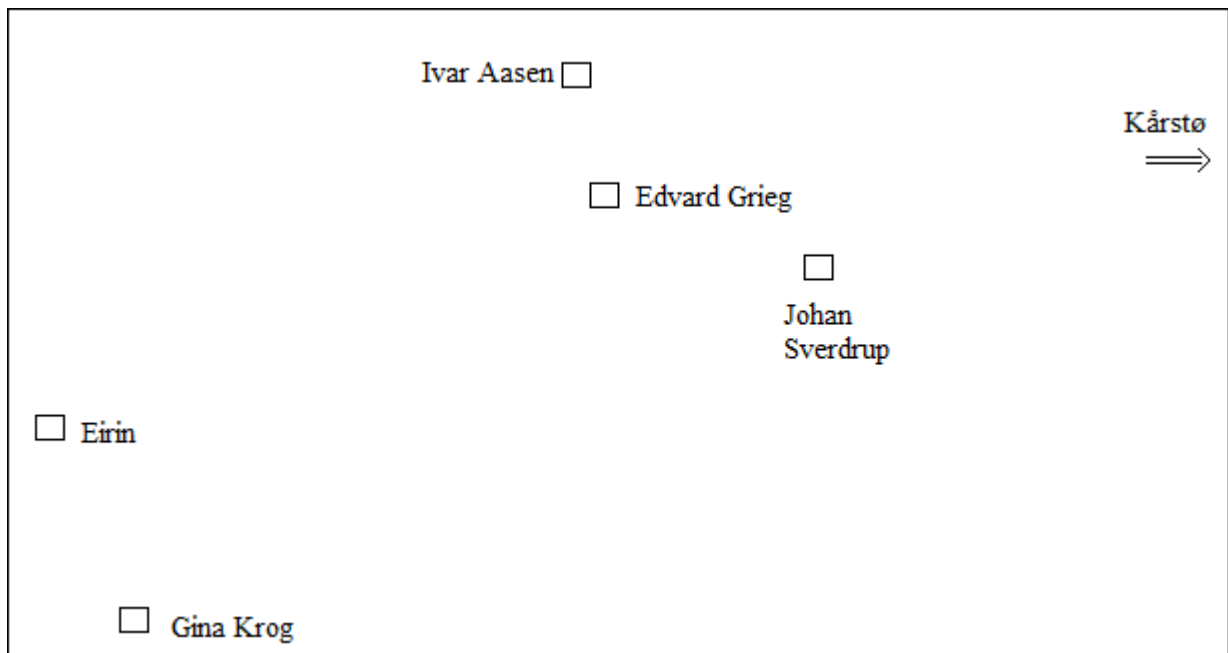 Ivar Aasen
Kårstø
Edvard Grieg
Johan
Sverdrup
Eirin
Gina Krog